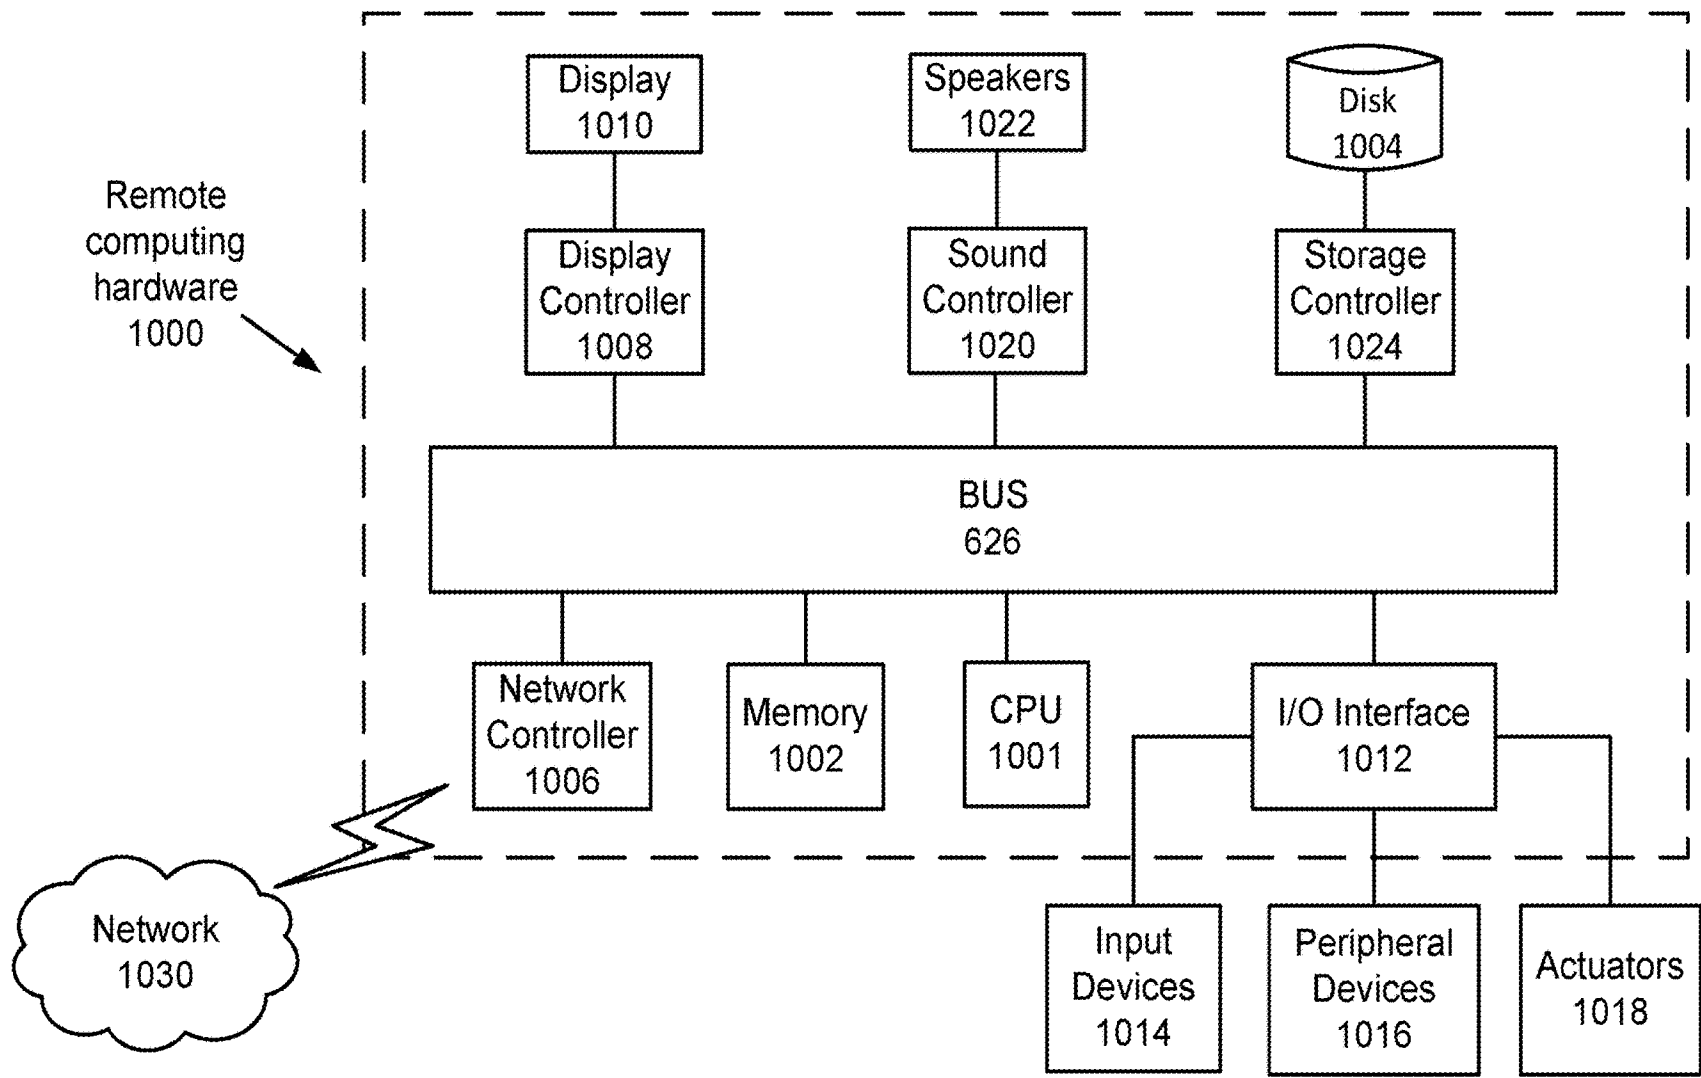 Display
1010
Speakers
1022
Disk
1004
Remote
computing
hardware
1000
Display
Controller
1008
Sound
Controller
1020
Storage
Controller
1024
BUS
626
Network
Controller
1006
Memory
1002
CPU
1001
I/O Interface
1012
Network
1030
Input
Devices
1014
Peripheral
Devices
1016
Actuators
1018